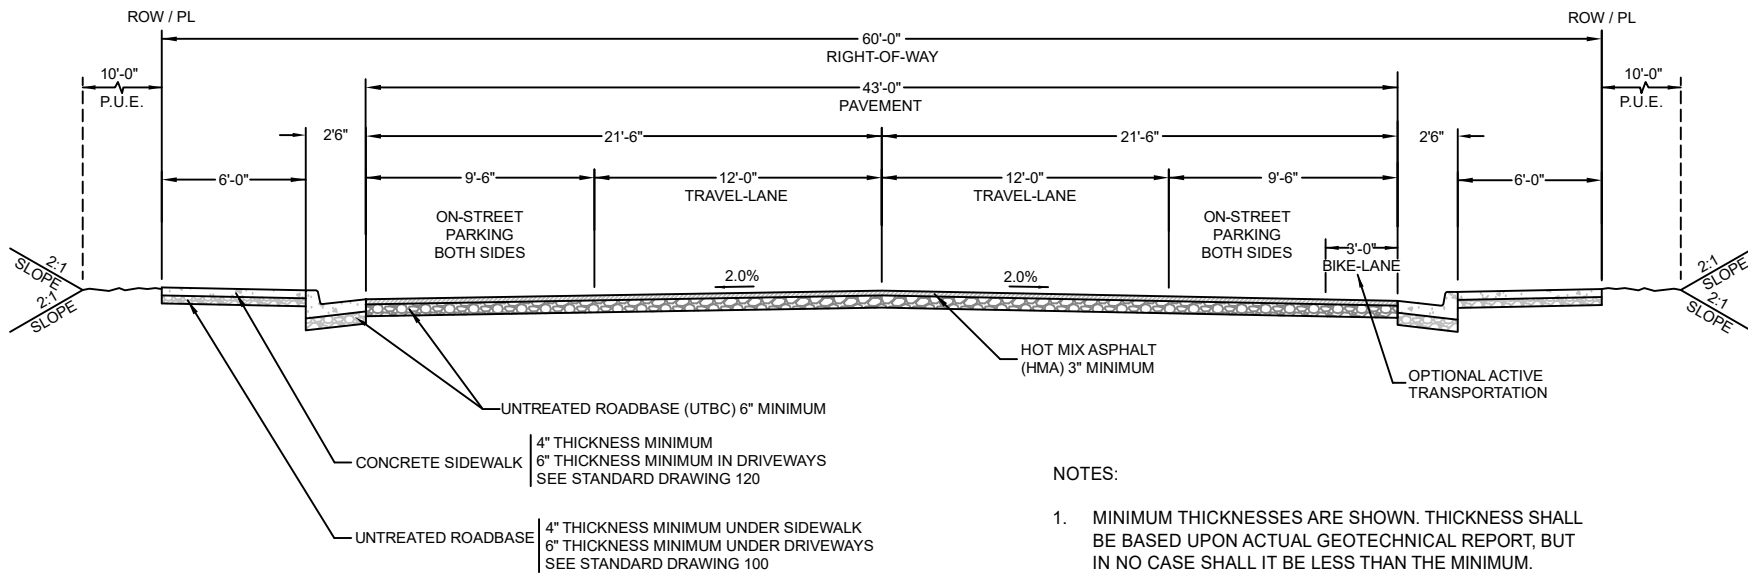 ROW / PL
ROW / PL
60'-0"
RIGHT-OF-WAY
10'-0"
P.U.E.
43'-0"
PAVEMENT
10'-0"
P.U.E.
2'6"
21'-6"
21'-6"
2'6"
6'-0"
9'-6"
12'-0"
TRAVEL-LANE
12'-0"
TRAVEL-LANE
9'-6"
6'-0"
ON-STREET
PARKING
BOTH SIDES
ON-STREET
PARKING
BOTH SIDES
3'-0"
BIKE-LANE
2:1
SLOPE
2:1
SLOPE
2.0%
2.0%
2:1
SLOPE
2:1
SLOPE
HOT MIX ASPHALT
(HMA) 3" MINIMUM
OPTIONAL ACTIVE
TRANSPORTATION
UNTREATED ROADBASE (UTBC) 6" MINIMUM
CONCRETE SIDEWALK
4" THICKNESS MINIMUM
6" THICKNESS MINIMUM IN DRIVEWAYS
SEE STANDARD DRAWING 120
UNTREATED ROADBASE
4" THICKNESS MINIMUM UNDER SIDEWALK
6" THICKNESS MINIMUM UNDER DRIVEWAYS
SEE STANDARD DRAWING 100
NOTES:
1. MINIMUM THICKNESSES ARE SHOWN. THICKNESS SHALL
BE BASED UPON ACTUAL GEOTECHNICAL REPORT, BUT
IN NO CASE SHALL IT BE LESS THAN THE MINIMUM.